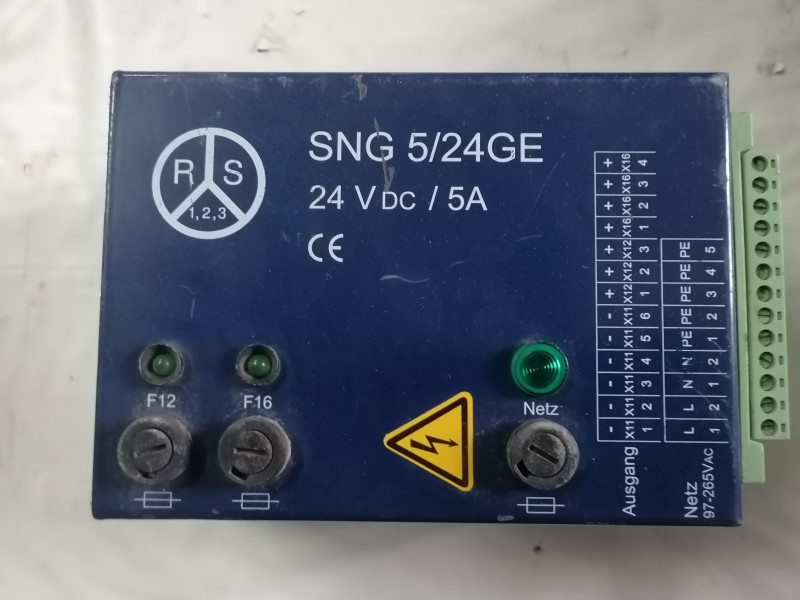 R S
1,2,3
SNG 5/24GE
24 V DC / 5A
CE
F12
F16
Netz
Ausgang
X11 X11 X11 X11 X11 X11 X12 X12 X12 X16 X16 X16 X16
1 2 3 4 5 6 1 2 3 1 2 3 4
- - - - - - + + + + + + +
Netz
97-265VAC
L L N N PE PE PE PE PE
1 2 1 2 1 2 3 4 5